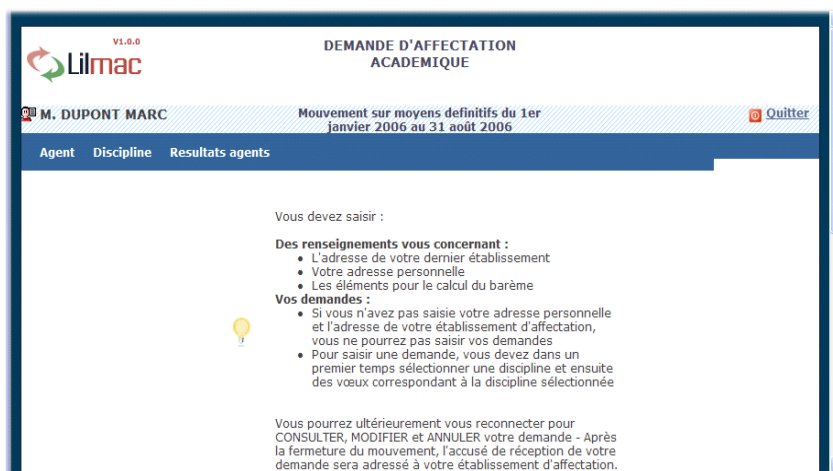 V1.0.0
Lilmac
DEMANDE D'AFFECTATION
ACADEMIQUE
M. DUPONT MARC
Mouvement sur moyens definitifs du 1er
janvier 2006 au 31 août 2006
Quitter
Agent Discipline Resultats agents
Vous devez saisir :
Des renseignements vous concernant :
• L'adresse de votre dernier établissement
• Votre adresse personnelle
• Les éléments pour le calcul du barème
Vos demandes :
• Si vous n'avez pas saisie votre adresse personnelle
et l'adresse de votre établissement d'affectation,
vous ne pourrez pas saisir vos demandes
• Pour saisir une demande, vous devez dans un
premier temps sélectionner une discipline et ensuite
des vœux correspondant à la discipline sélectionnée
Vous pourrez ultérieurement vous reconnecter pour
CONSULTER, MODIFIER et ANNULER votre demande - Après
la fermeture du mouvement, l'accusé de réception de votre
demande sera adressé à votre établissement d'affectation.